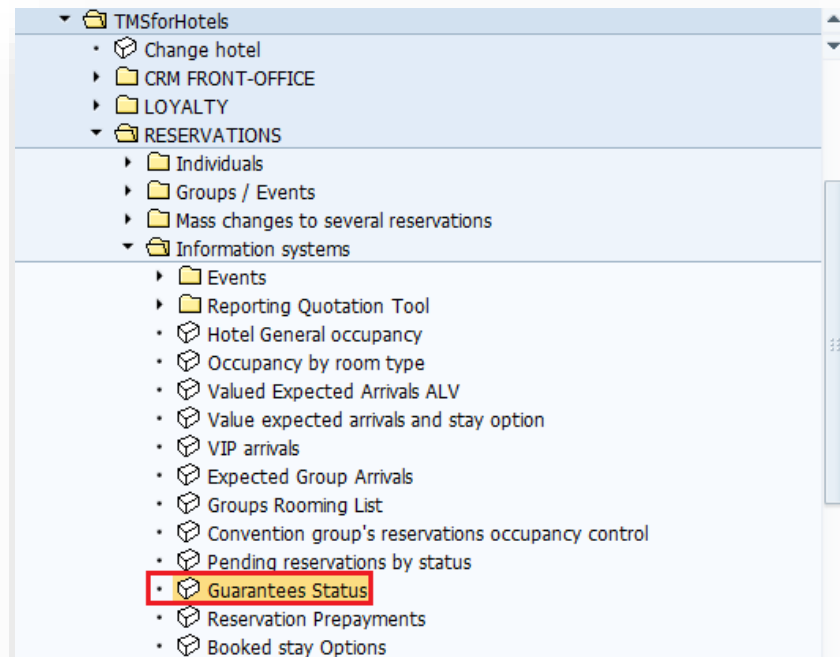 TMSforHotels
Change hotel
CRM FRONT-OFFICE
LOYALTY
RESERVATIONS
Individuals
Groups / Events
Mass changes to several reservations
Information systems
Events
Reporting Quotation Tool
Hotel General occupancy
Occupancy by room type
Valued Expected Arrivals ALV
Value expected arrivals and stay option
VIP arrivals
Expected Group Arrivals
Groups Rooming List
Convention group's reservations occupancy control
Pending reservations by status
Guarantees Status
Reservation Prepayments
Booked stay Options